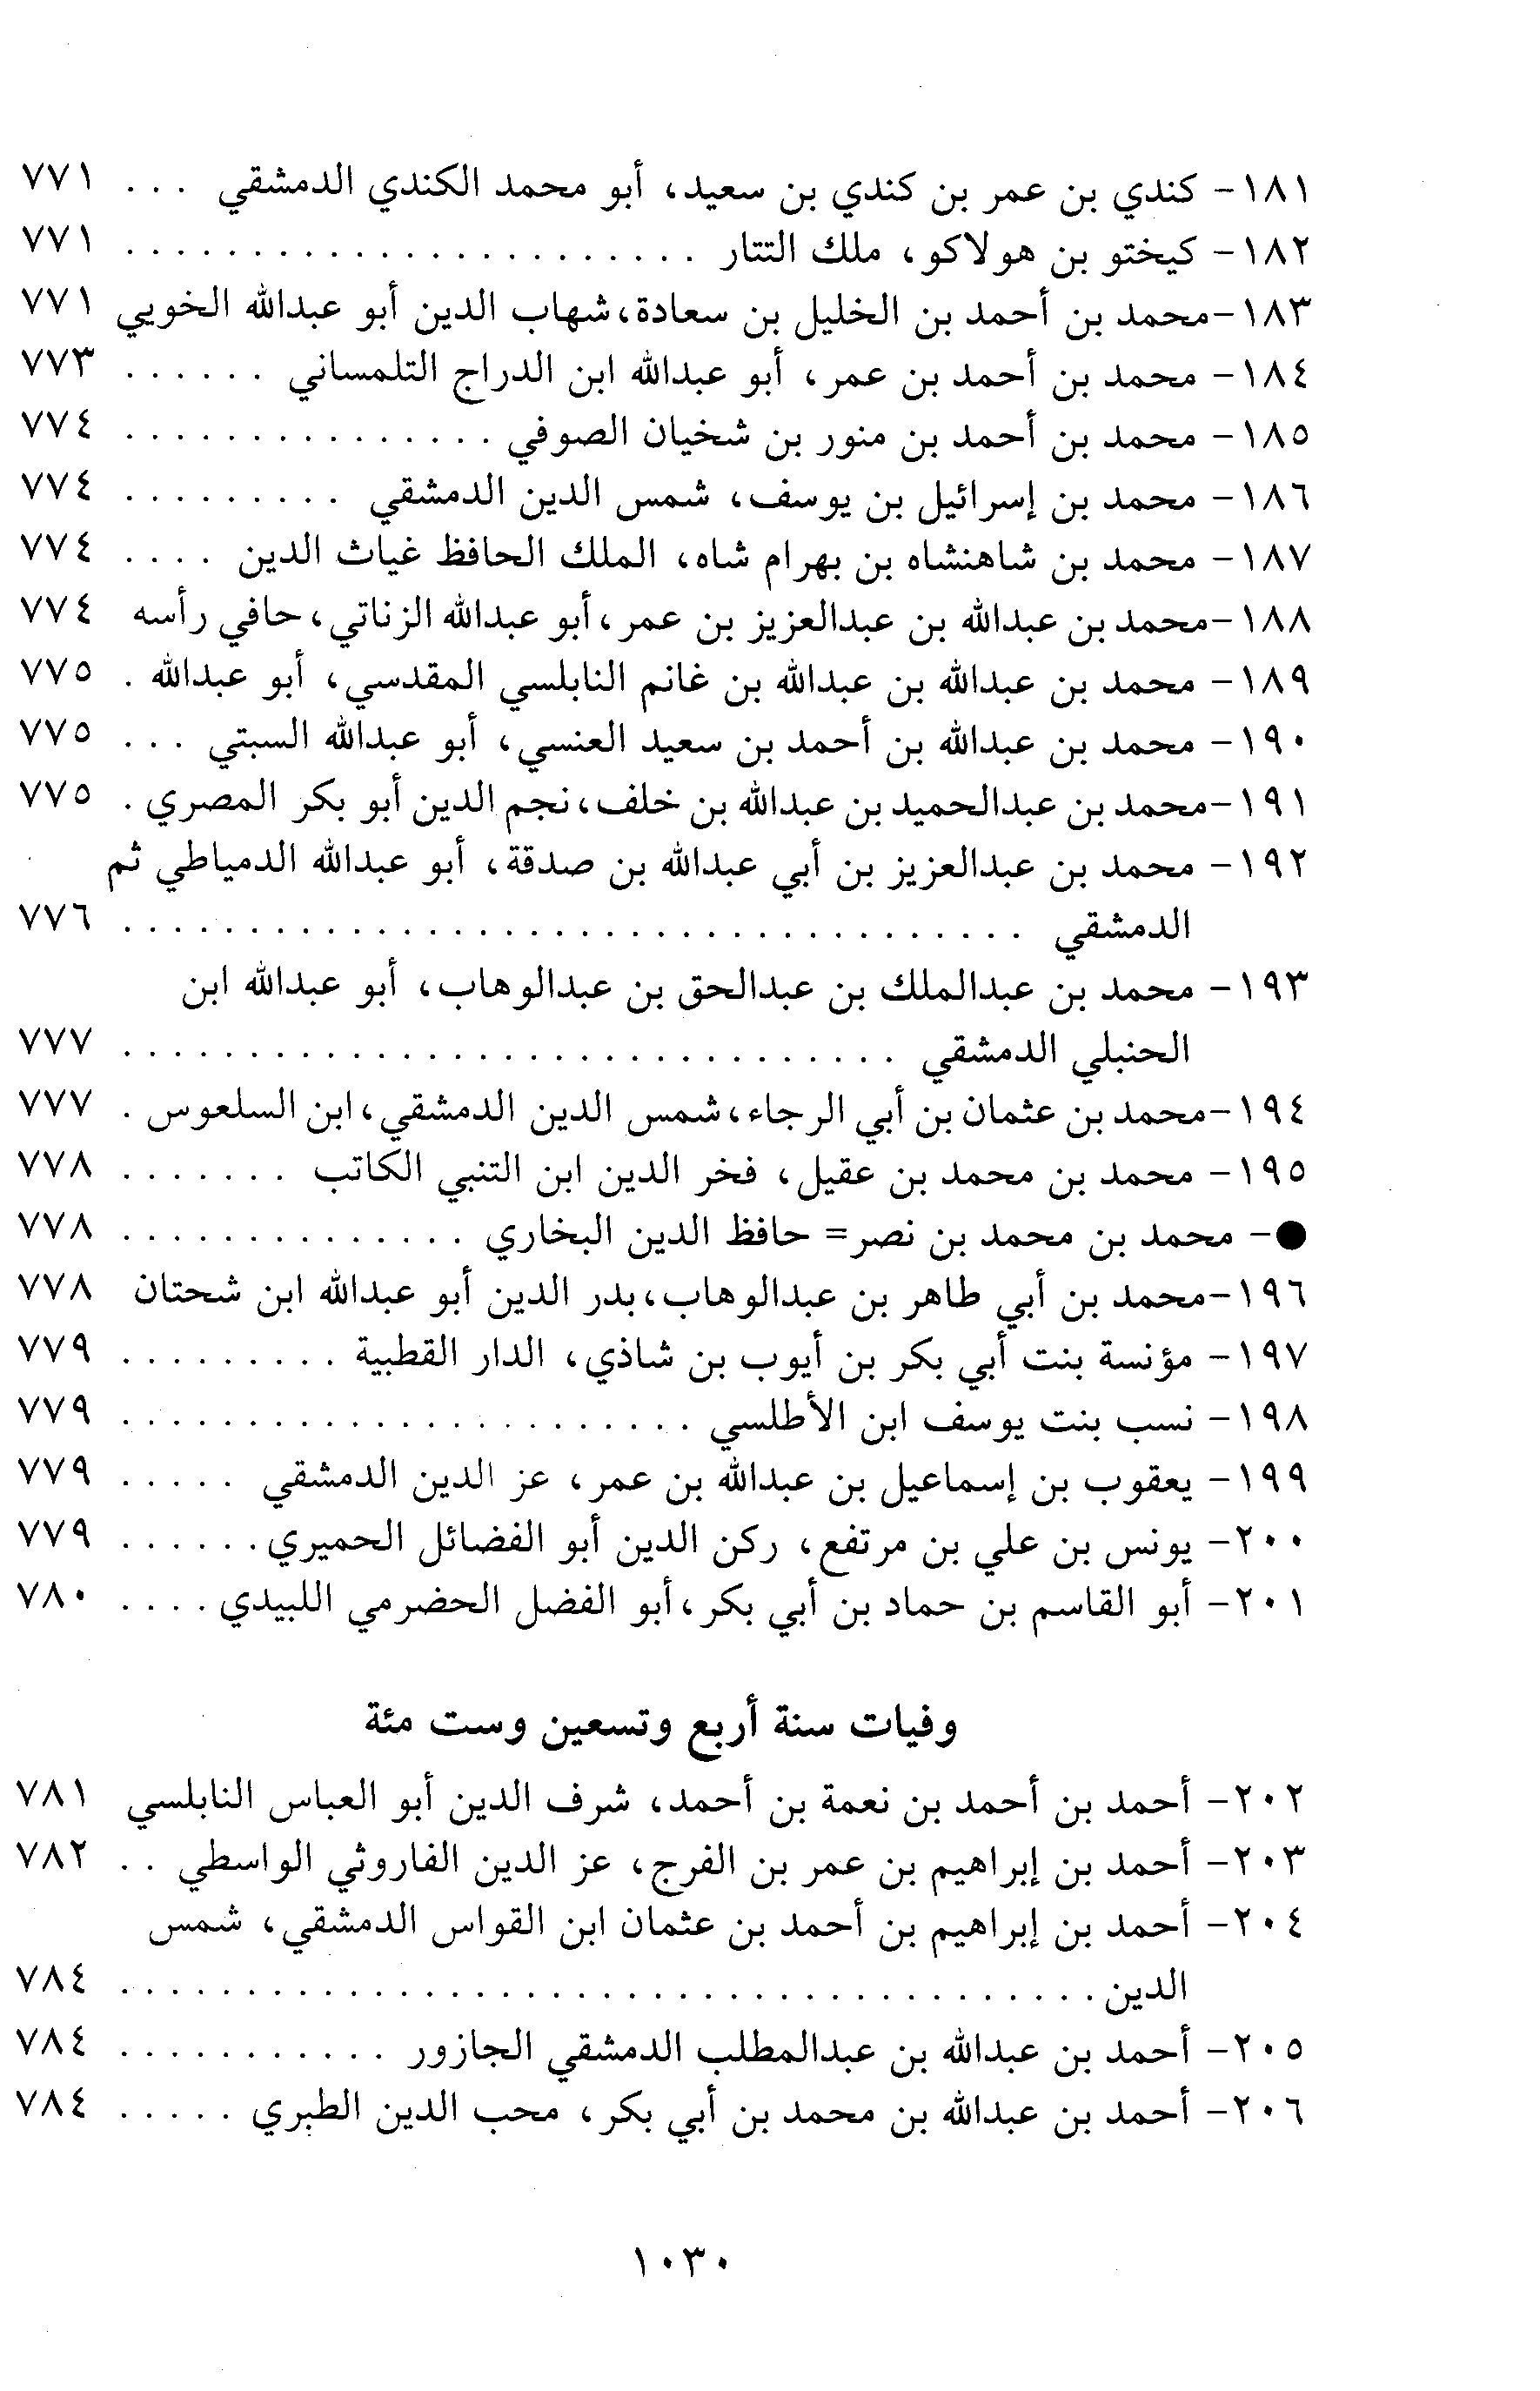 ١٨١- كندي بن عمر بن كندي بن سعيد، أبو محمد الكندي الدمشقي . . . ٧٧١
١٨٢- كيختو بن هولاكو، ملك التتار . . . . . . . . . . . . . . . . . . . . . . . ٧٧١
١٨٣-محمد بن أحمد بن الخليل بن سعادة،شهاب الدين أبو عبدالله الخويي ٧٧١
١٨٤- محمد بن أحمد بن عمر، أبو عبدالله ابن الدراج التلمساني . . . . . . ٧٧٣
١٨٥- محمد بن أحمد بن منور بن شخيان الصوفي . . . . . . . . . . . . . . . ٧٧٤
١٨٦- محمد بن إسرائيل بن يوسف، شمس الدين الدمشقي . . . . . . . . . ٧٧٤
١٨٧- محمد بن شاهنشاه بن بهرام شاه، الملك الحافظ غياث الدين . . . . ٧٧٤
١٨٨-محمد بن عبدالله بن عبدالعزيز بن عمر،أبو عبدالله الزناتي،حافي رأسه ٧٧٤
١٨٩- محمد بن عبدالله بن عبدالله بن غانم النابلسي المقدسي، أبو عبدالله . ٧٧٥
١٩٠- محمد بن عبدالله بن أحمد بن سعيد العنسي، أبو عبدالله السبتي . . . ٧٧٥
١٩١-محمد بن عبدالحميد بن عبدالله بن خلف،نجم الدين أبو بكر المصري . ٧٧٥
١٩٢- محمد بن عبدالعزيز بن أبي عبدالله بن صدقة، أبو عبدالله الدمياطي ثم
الدمشقي . . . . . . . . . . . . . . . . . . . . . . . . . . . . . . . . . . . . ٧٧٦
١٩٣- محمد بن عبدالملك بن عبدالحق بن عبدالوهاب، أبو عبدالله ابن
الحنبلي الدمشقي . . . . . . . . . . . . . . . . . . . . . . . . . . . . . . . ٧٧٧
١٩٤-محمد بن عثمان بن أبي الرجاء،شمس الدين الدمشقي،ابن السلعوس . ٧٧٧
١٩٥- محمد بن محمد بن عقيل، فخر الدين ابن التنبي الكاتب . . . . . . . ٧٧٨
●- محمد بن محمد بن نصر= حافظ الدين البخاري . . . . . . . . . . . . . . ٧٧٨
١٩٦-محمد بن أبي طاهر بن عبدالوهاب،بدر الدين أبو عبدالله ابن شحتان ٧٧٨
١٩٧- مؤنسة بنت أبي بكر بن أيوب بن شاذي، الدار القطبية . . . . . . . . . ٧٧٩
١٩٨- نسب بنت يوسف ابن الأطلسي . . . . . . . . . . . . . . . . . . . . . . . ٧٧٩
١٩٩- يعقوب بن إسماعيل بن عبدالله بن عمر، عز الدين الدمشقي . . . . . ٧٧٩
٢٠٠- يونس بن علي بن مرتفع، ركن الدين أبو الفضائل الحميري . . . . . . ٧٧٩
٢٠١- أبو القاسم بن حماد بن أبي بكر،أبو الفضل الحضرمي اللبيدي . . . . ٧٨٠
وفيات سنة أربع وتسعين وست مئة
٢٠٢- أحمد بن أحمد بن نعمة بن أحمد، شرف الدين أبو العباس النابلسي ٧٨١
٢٠٣- أحمد بن إبراهيم بن عمر بن الفرج، عز الدين الفاروثي الواسطي . . ٧٨٢
٢٠٤- أحمد بن إبراهيم بن أحمد بن عثمان ابن القواس الدمشقي، شمس
الدين . . . . . . . . . . . . . . . . . . . . . . . . . . . . . . . . . . . . . . . ٧٨٤
٢٠٥- أحمد بن عبدالله بن عبدالمطلب الدمشقي الجازور . . . . . . . . . . . ٧٨٤
٢٠٦- أحمد بن عبدالله بن محمد بن أبي بكر، محب الدين الطبري . . . . . ٧٨٤
١٠٣٠